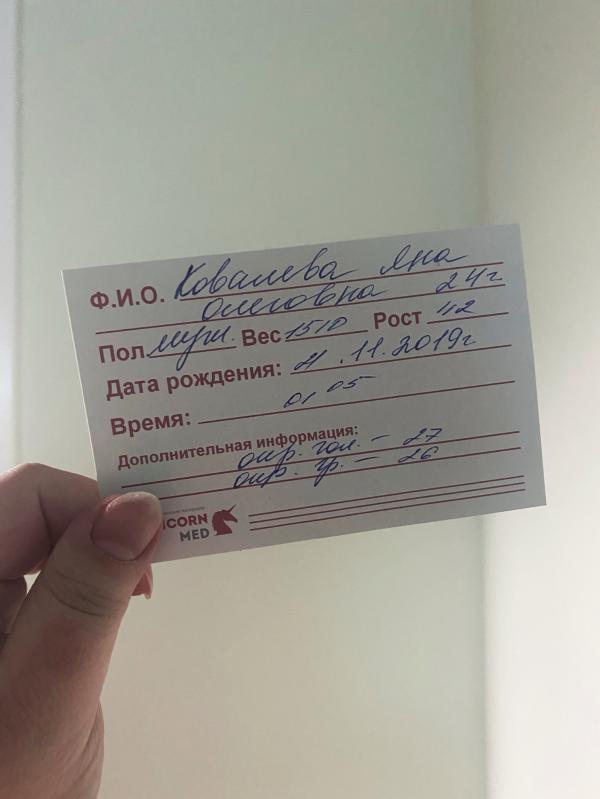 Ф.И.О. Ковалева Яна
Олеговна 24г
Пол муж. Вес 1510 Рост 42
Дата рождения: 21.11.2019г
Время: 01 05
Дополнительная информация:
окр. гол. – 27
окр. гр. – 26
ICORN
MED